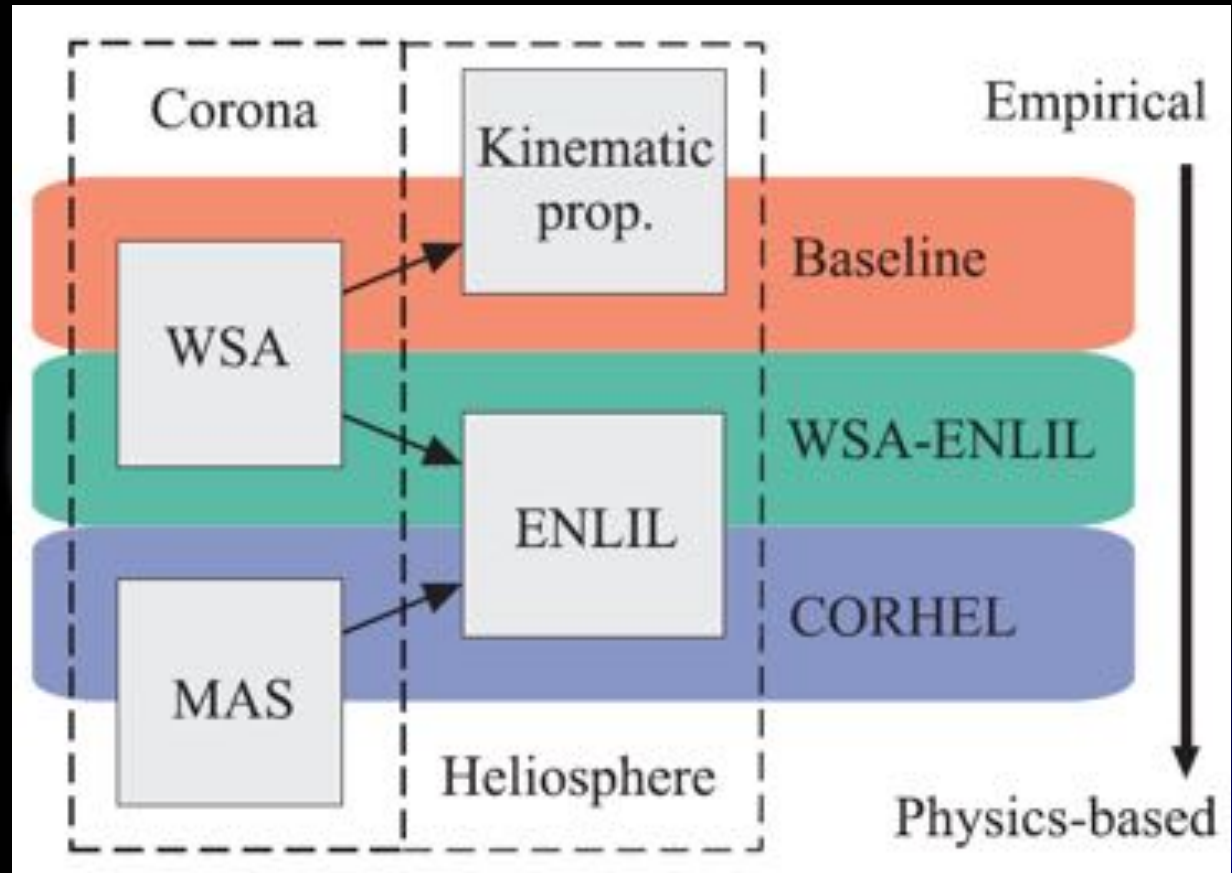 Corona
Kinematic
prop.
Empirical
Baseline
WSA
WSA-ENLIL
ENLIL
CORHEL
MAS
Heliosphere
Physics-based